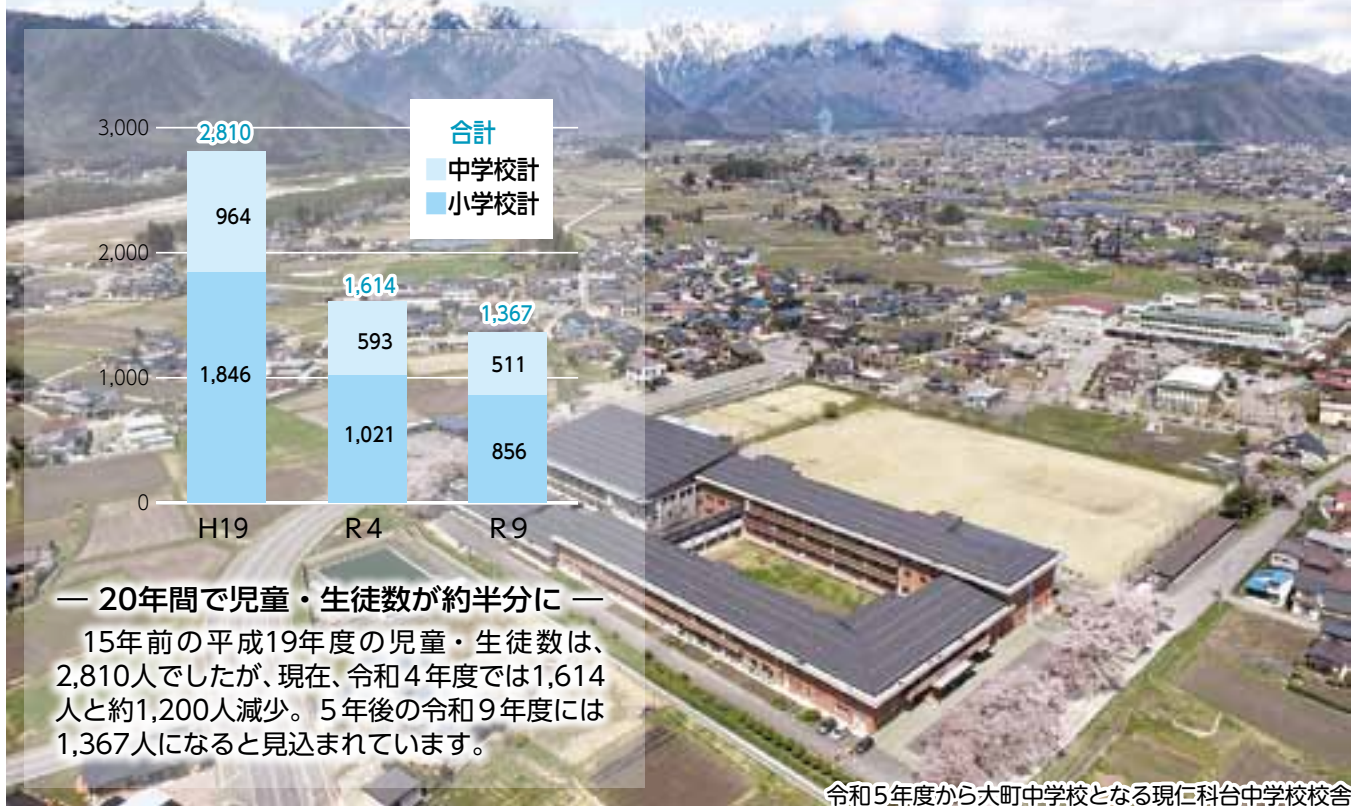 3,000
2,810
合計
中学校計
小学校計
964
2,000
1,614
1,367
593
511
1,846
1,000
1,021
856
0
H19
R4
R9
― 20年間で児童・生徒数が約半分に ―
15年前の平成19年度の児童・生徒数は、
2,810人でしたが、現在、令和4年度では1,614
人と約1,200人減少。5年後の令和9年度には
1,367人になると見込まれています。
令和5年度から大町中学校となる現仁科台中学校校舎